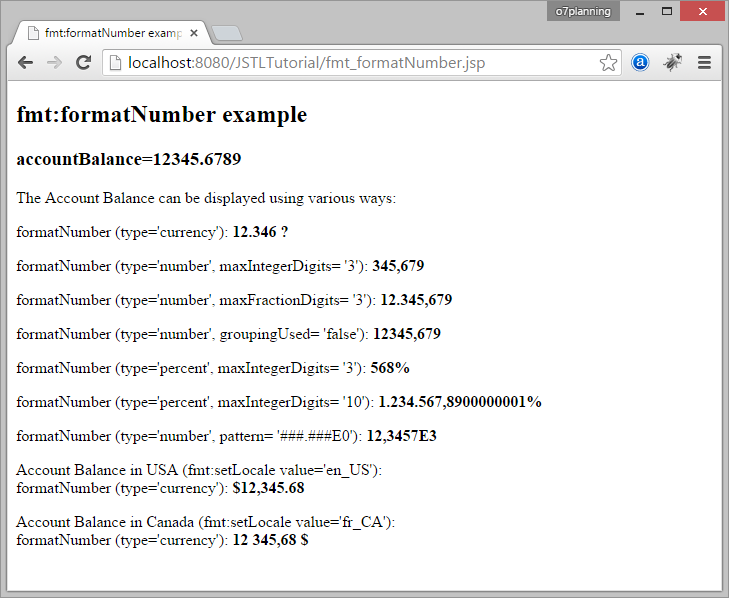 o7planning
fmt:formatNumber examp
localhost:8080/JSTLTutorial/fmt_formatNumber.jsp
a
fmt:formatNumber example
accountBalance=12345.6789
The Account Balance can be displayed using various ways:
formatNumber (type='currency'): 12.346 ?
formatNumber (type='number', maxIntegerDigits= '3'): 345,679
formatNumber (type='number', maxFractionDigits= '3'): 12.345,679
formatNumber (type='number', groupingUsed= 'false'): 12345,679
formatNumber (type='percent', maxIntegerDigits= '3'): 568%
formatNumber (type='percent', maxIntegerDigits= '10'): 1.234.567,8900000001%
formatNumber (type='number', pattern= '###.###E0'): 12,3457E3
Account Balance in USA (fmt:setLocale value='en_US'):
formatNumber (type='currency'): $12,345.68
Account Balance in Canada (fmt:setLocale value='fr_CA'):
formatNumber (type='currency'): 12 345,68 $